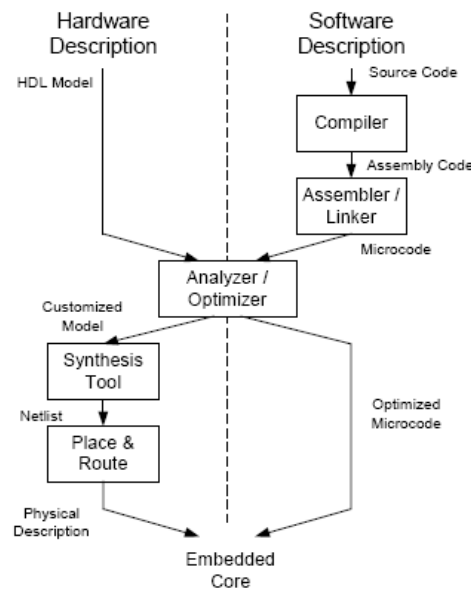 Hardware
Description
Software
Description
HDL Model
Source Code
Compiler
Assembly Code
Assembler /
Linker
Microcode
Analyzer /
Optimizer
Customized
Model
Synthesis
Tool
Netlist
Place &
Route
Optimized
Microcode
Physical
Description
Embedded
Core